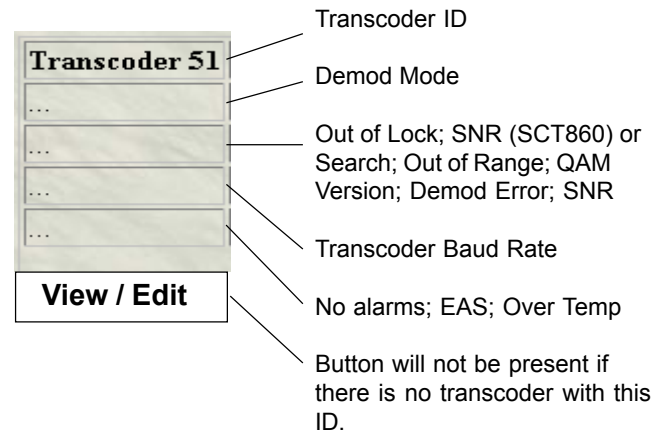 Transcoder 51
...
...
...
...
View / Edit
Transcoder ID
Demod Mode
Out of Lock; SNR (SCT860) or
Search; Out of Range; QAM
Version; Demod Error; SNR
Transcoder Baud Rate
No alarms; EAS; Over Temp
Button will not be present if
there is no transcoder with this
ID.